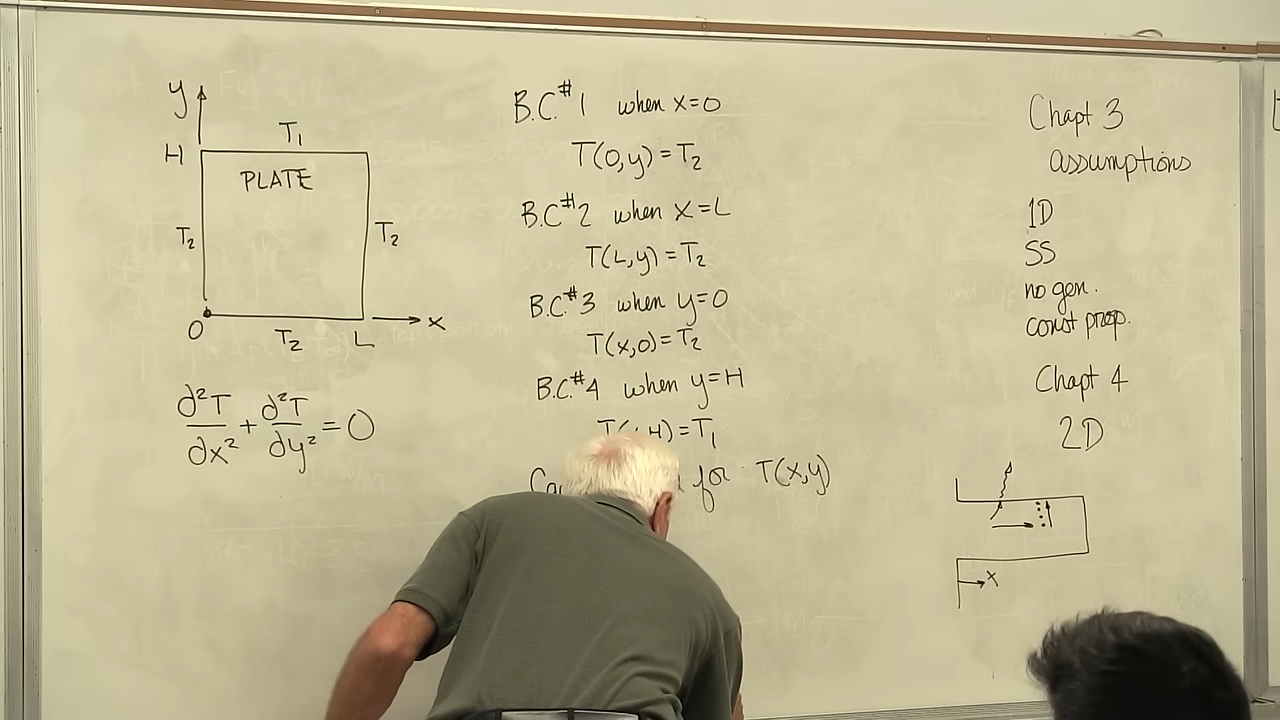 y
H
T₁
PLATE
T₂
T₂
O
T₂
L
x
∂²T/∂x² + ∂²T/∂y² = 0
B.C.#1 when x=0
T(0,y)=T₂
B.C#2 when x=L
T(L,y)=T₂
B.C.#3 when y=0
T(x,0)=T₂
B.C.#4 when y=H
H)=T₁
for T(x,y)
Chapt 3
assumptions
1D
SS
no gen.
const prop.
Chapt 4
2D
x